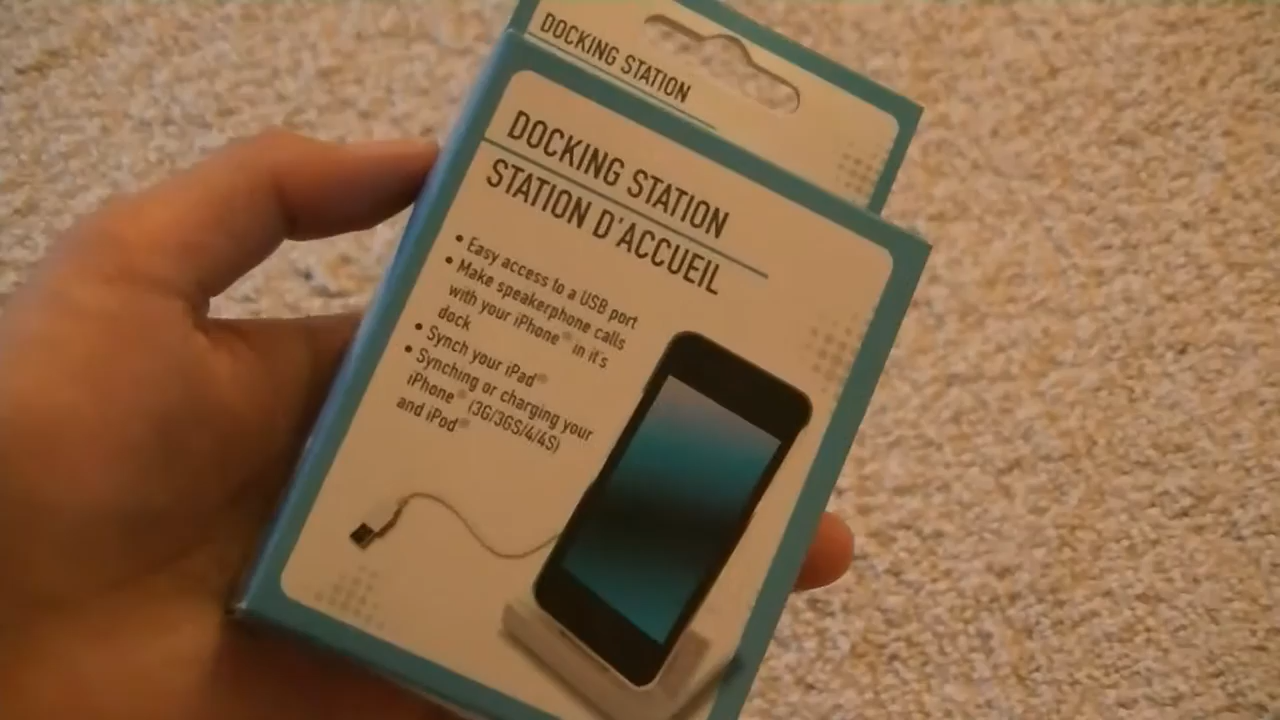 DOCKING STATION
DOCKING STATION
STATION D'ACCUEIL
• Easy access to a USB port
• Make speakerphone calls
with your iPhone® in it's
dock
• Synch your iPad®
• Synching or charging your
iPhone® (3G/3GS/4/4S)
and iPod®